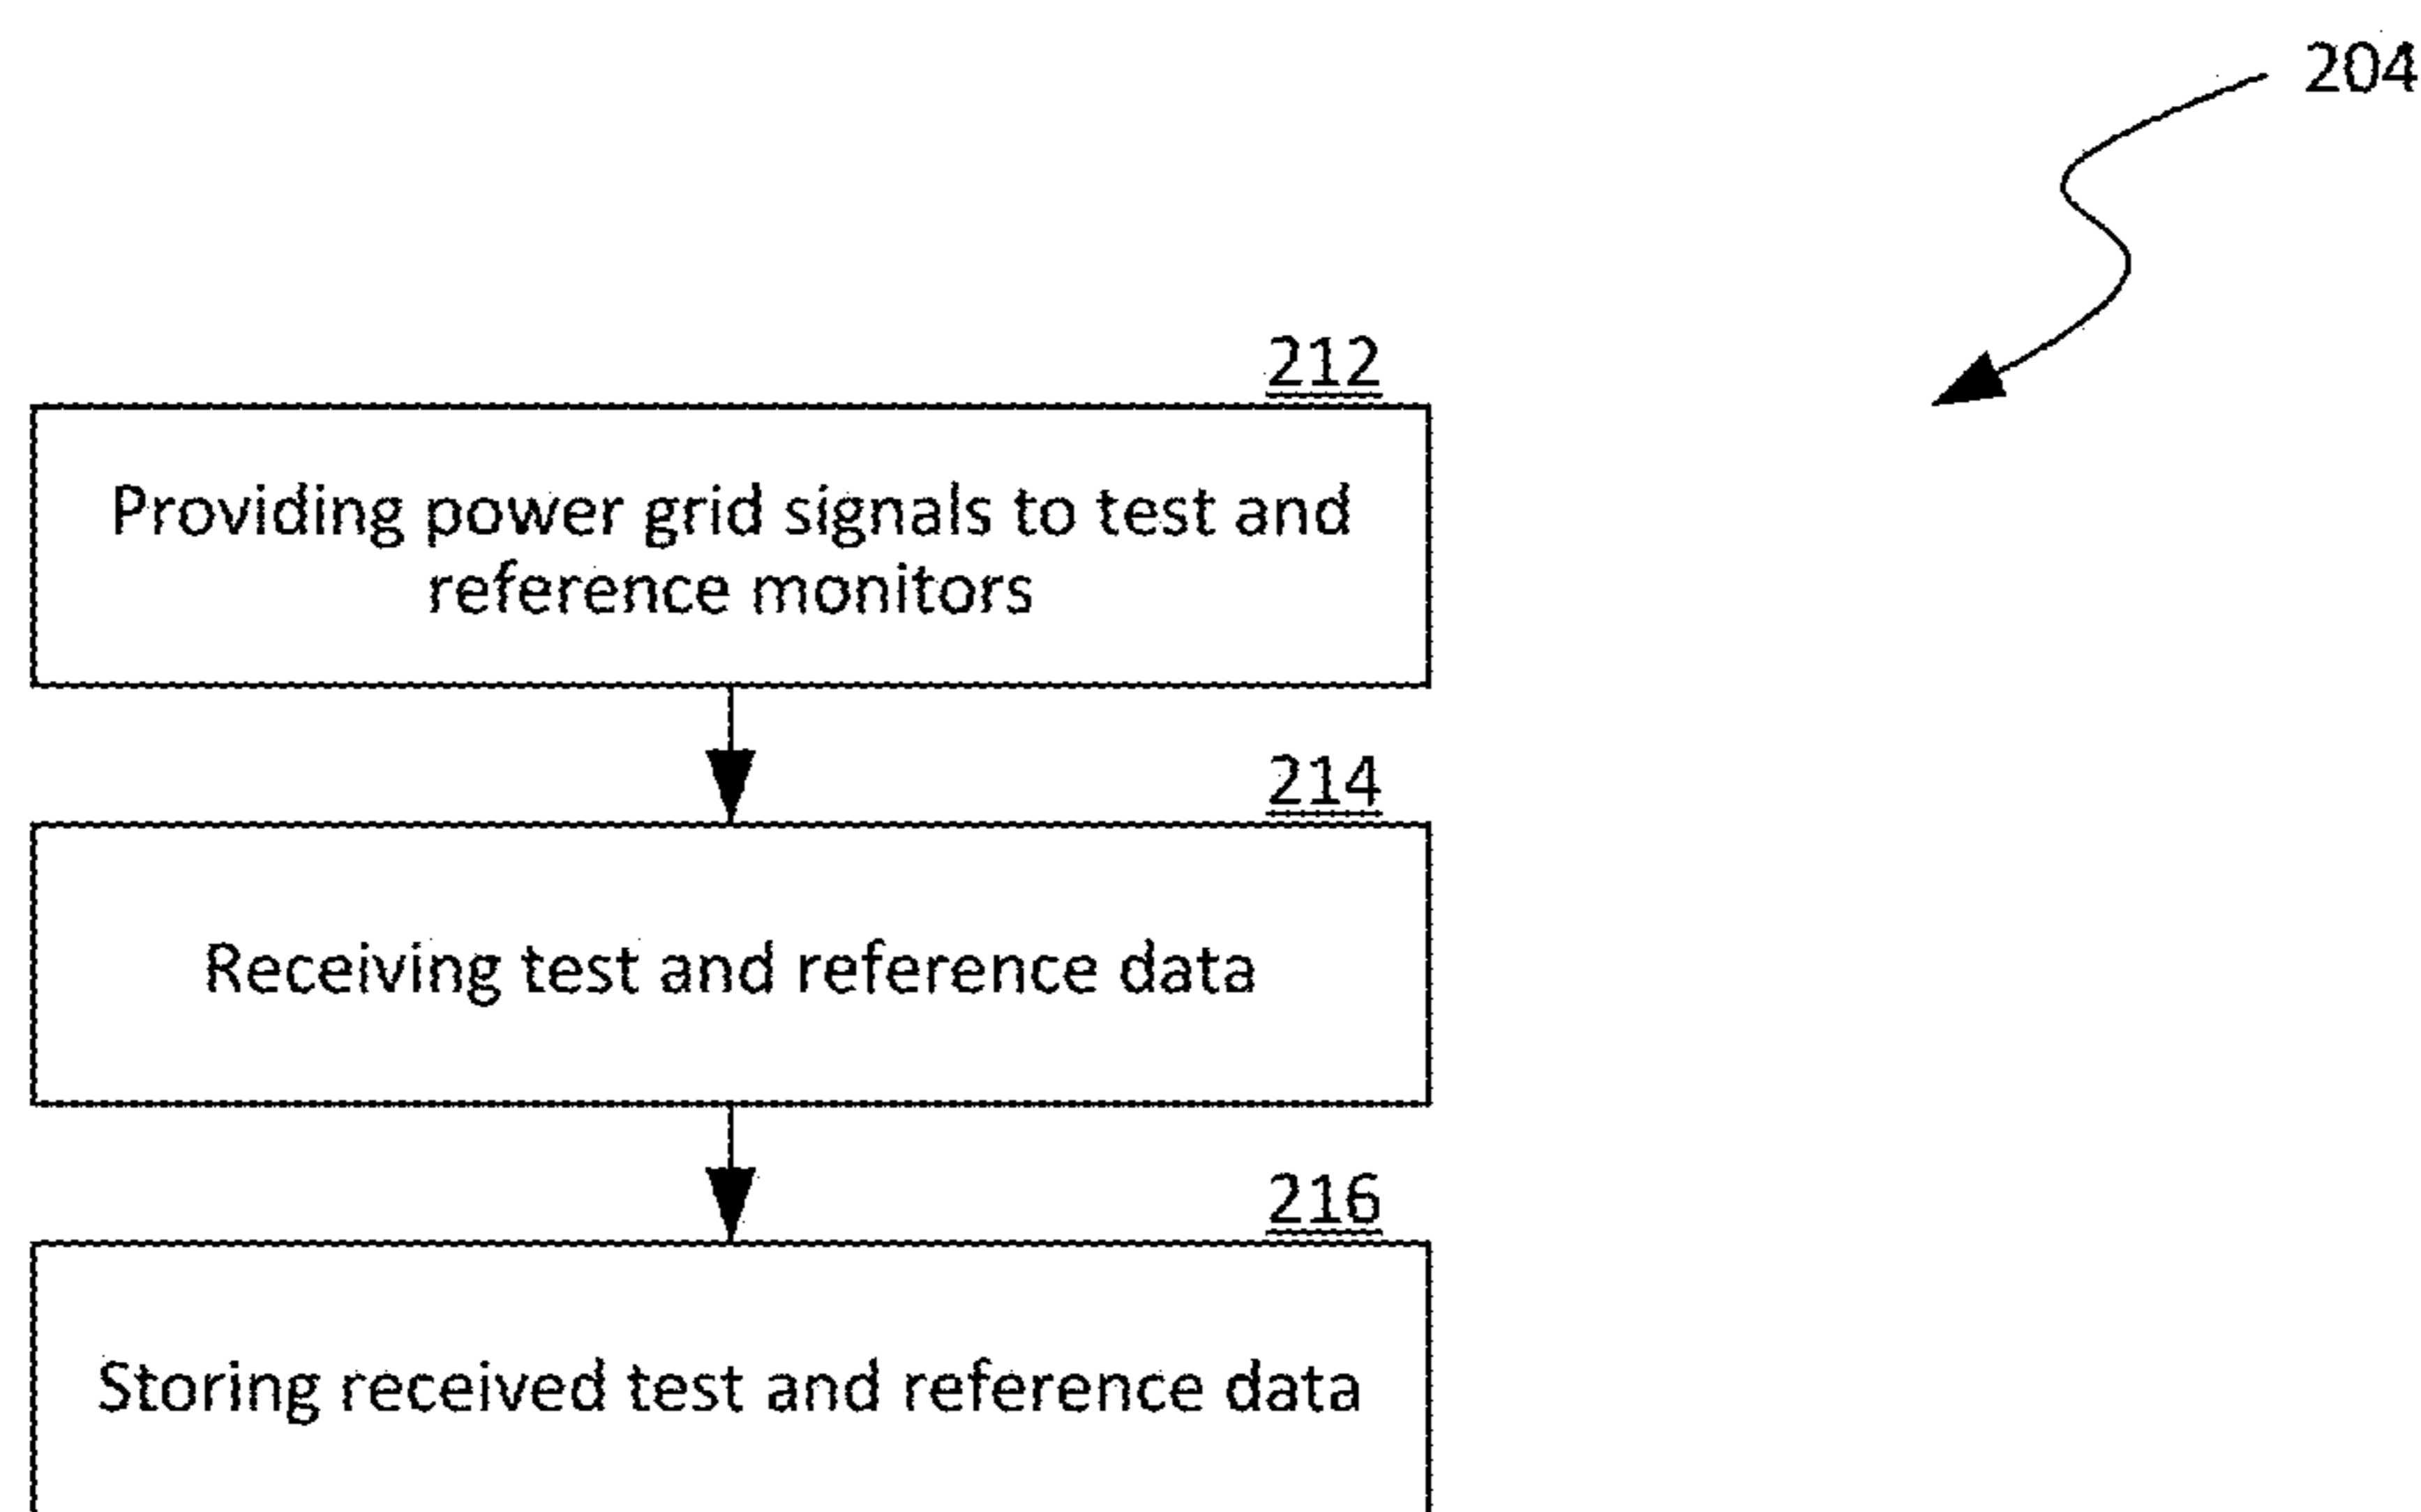 204
212
Providing power grid signals to test and
reference monitors
214
Receiving test and reference data
216
Storing received test and reference data